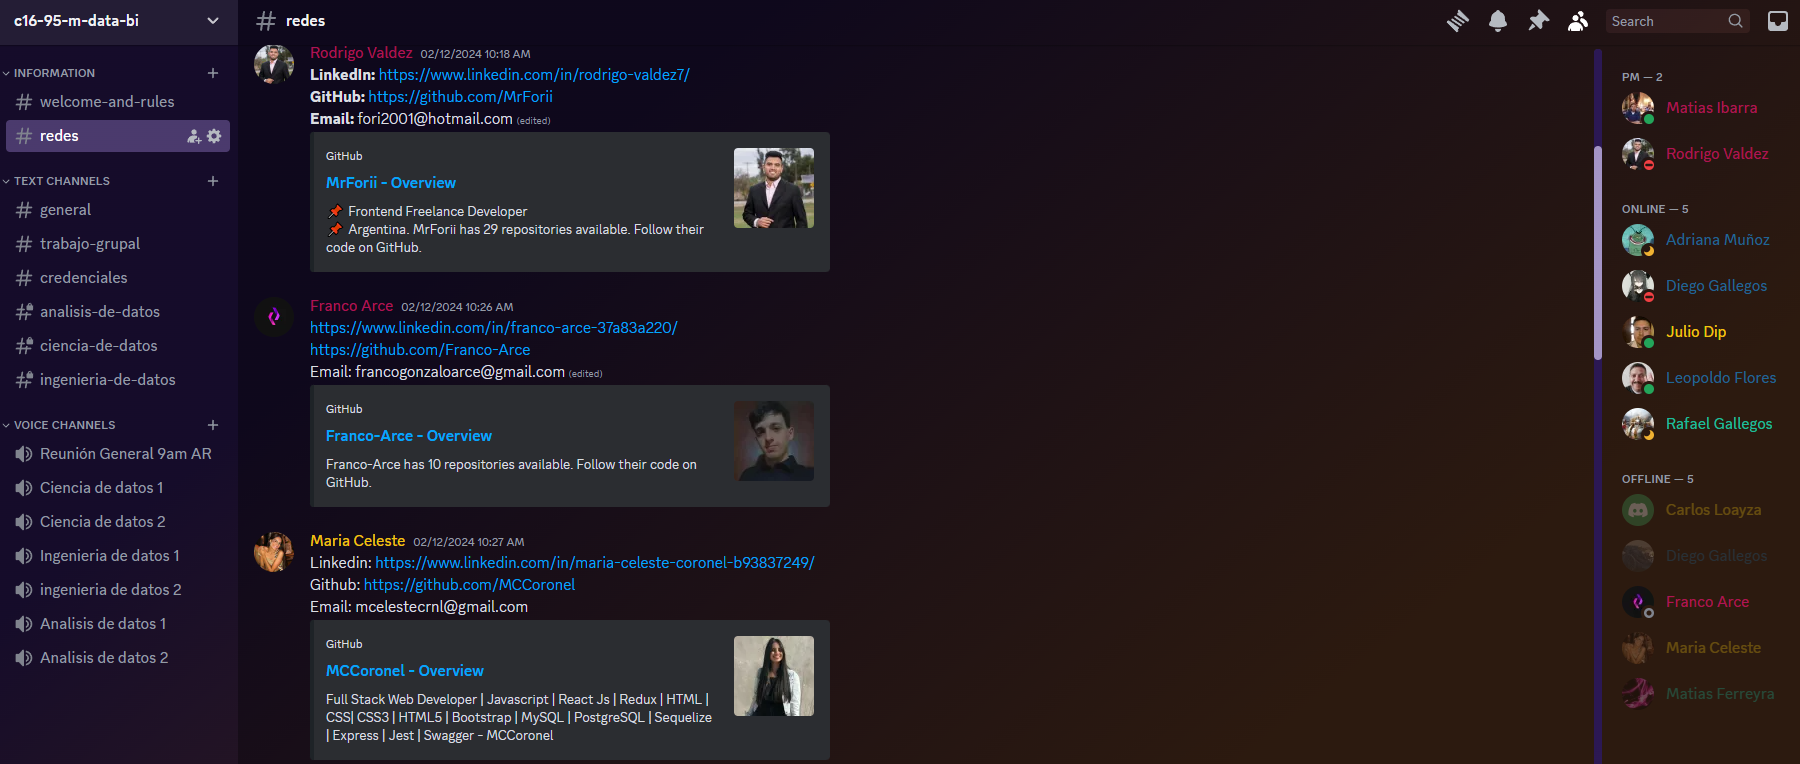 c16-95-m-data-bi
INFORMATION
welcome-and-rules
redes
TEXT CHANNELS
general
trabajo-grupal
credenciales
analisis-de-datos
ciencia-de-datos
ingenieria-de-datos
VOICE CHANNELS
Reunión General 9am AR
Ciencia de datos 1
Ciencia de datos 2
Ingenieria de datos 1
ingenieria de datos 2
Analisis de datos 1
Analisis de datos 2
redes
Search
Rodrigo Valdez 02/12/2024 10:18 AM
LinkedIn: https://www.linkedin.com/in/rodrigo-valdez7/
GitHub: https://github.com/MrForii
Email: fori2001@hotmail.com (edited)
GitHub
MrForii - Overview
📌 Frontend Freelance Developer
📌 Argentina. MrForii has 29 repositories available. Follow their
code on GitHub.
Franco Arce 02/12/2024 10:26 AM
https://www.linkedin.com/in/franco-arce-37a83a220/
https://github.com/Franco-Arce
Email: francogonzaloarce@gmail.com (edited)
GitHub
Franco-Arce - Overview
Franco-Arce has 10 repositories available. Follow their code on
GitHub.
Maria Celeste 02/12/2024 10:27 AM
Linkedin: https://www.linkedin.com/in/maria-celeste-coronel-b93837249/
Github: https://github.com/MCCoronel
Email: mcelestecrnl@gmail.com
GitHub
MCCoronel - Overview
Full Stack Web Developer | Javascript | React Js | Redux | HTML |
CSS| CSS3 | HTML5 | Bootstrap | MySQL | PostgreSQL | Sequelize
| Express | Jest | Swagger - MCCoronel
PM — 2
Matias Ibarra
Rodrigo Valdez
ONLINE — 5
Adriana Muñoz
Diego Gallegos
Julio Dip
Leopoldo Flores
Rafael Gallegos
OFFLINE — 5
Carlos Loayza
Diego Gallegos
Franco Arce
Maria Celeste
Matias Ferreyra